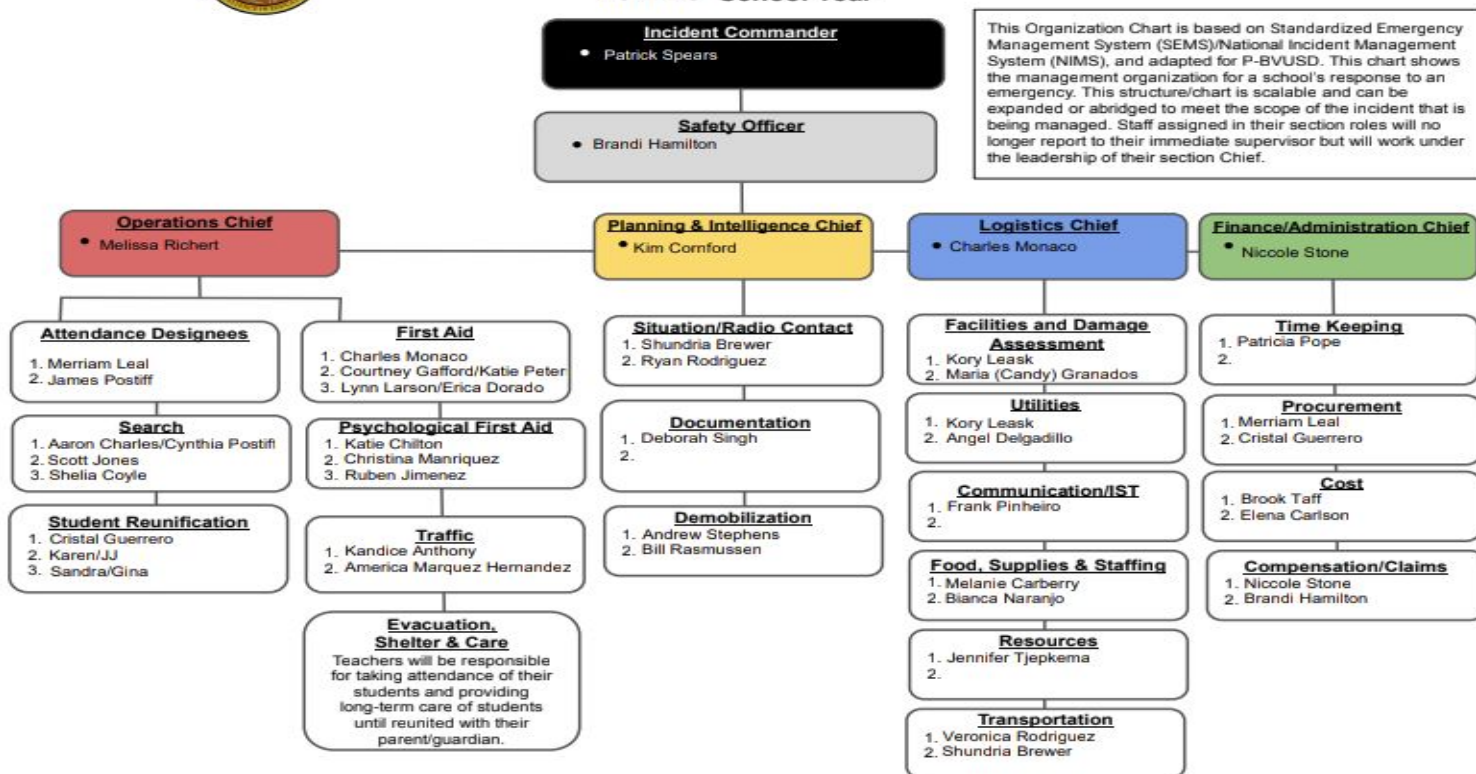 School Year
Incident Commander
• Patrick Spears
This Organization Chart is based on Standardized Emergency
Management System (SEMS)/National Incident Management
System (NIMS), and adapted for P-BVUSD. This chart shows
the management organization for a school's response to an
emergency. This structure/chart is scalable and can be
expanded or abridged to meet the scope of the incident that is
being managed. Staff assigned in their section roles will no
longer report to their immediate supervisor but will work under
the leadership of their section Chief.
Safety Officer
• Brandi Hamilton
Operations Chief
• Melissa Richert
Planning & Intelligence Chief
• Kim Cornford
Logistics Chief
• Charles Monaco
Finance/Administration Chief
• Niccole Stone
Attendance Designees
1. Merriam Leal
2. James Postiff
Search
1. Aaron Charles/Cynthia Postiff
2. Scott Jones
3. Shelia Coyle
Student Reunification
1. Cristal Guerrero
2. Karen/JJ
3. Sandra/Gina
First Aid
1. Charles Monaco
2. Courtney Gafford/Katie Peter
3. Lynn Larson/Erica Dorado
Psychological First Aid
1. Katie Chilton
2. Christina Manriquez
3. Ruben Jimenez
Traffic
1. Kandice Anthony
2. America Marquez Hernandez
Evacuation,
Shelter & Care
Teachers will be responsible
for taking attendance of their
students and providing
long-term care of students
until reunited with their
parent/guardian.
Situation/Radio Contact
1. Shundria Brewer
2. Ryan Rodriguez
Documentation
1. Deborah Singh
2.
Demobilization
1. Andrew Stephens
2. Bill Rasmussen
Facilities and Damage
Assessment
1. Kory Leask
2. Maria (Candy) Granados
Utilities
1. Kory Leask
2. Angel Delgadillo
Communication/IST
1. Frank Pinheiro
2.
Food, Supplies & Staffing
1. Melanie Carberry
2. Bianca Naranjo
Resources
1. Jennifer Tjepkema
2.
Transportation
1. Veronica Rodriguez
2. Shundria Brewer
Time Keeping
1. Patricia Pope
2.
Procurement
1. Merriam Leal
2. Cristal Guerrero
Cost
1. Brook Taff
2. Elena Carlson
Compensation/Claims
1. Niccole Stone
2. Brandi Hamilton